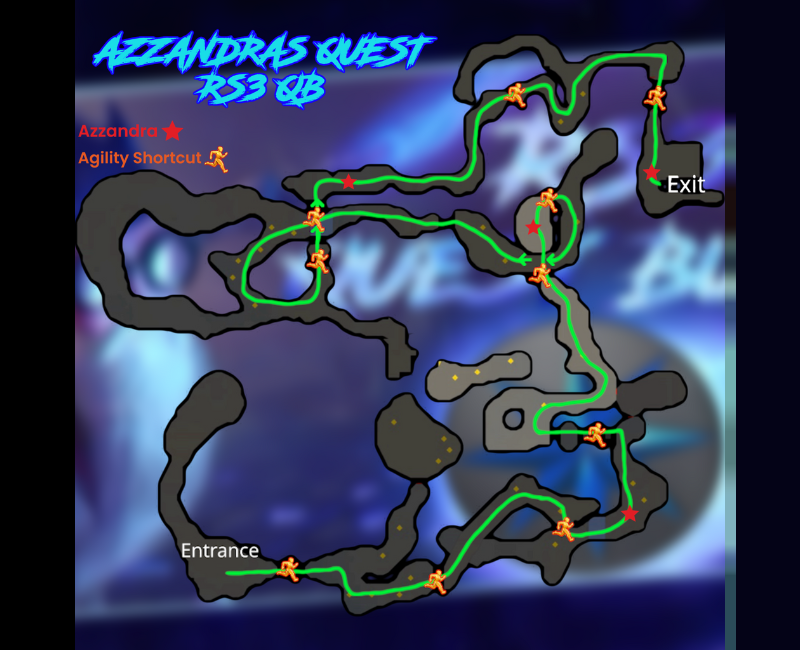 AZZANDRAS QUEST
RS3 QB
Azzandra
Agility Shortcut
Exit
Entrance